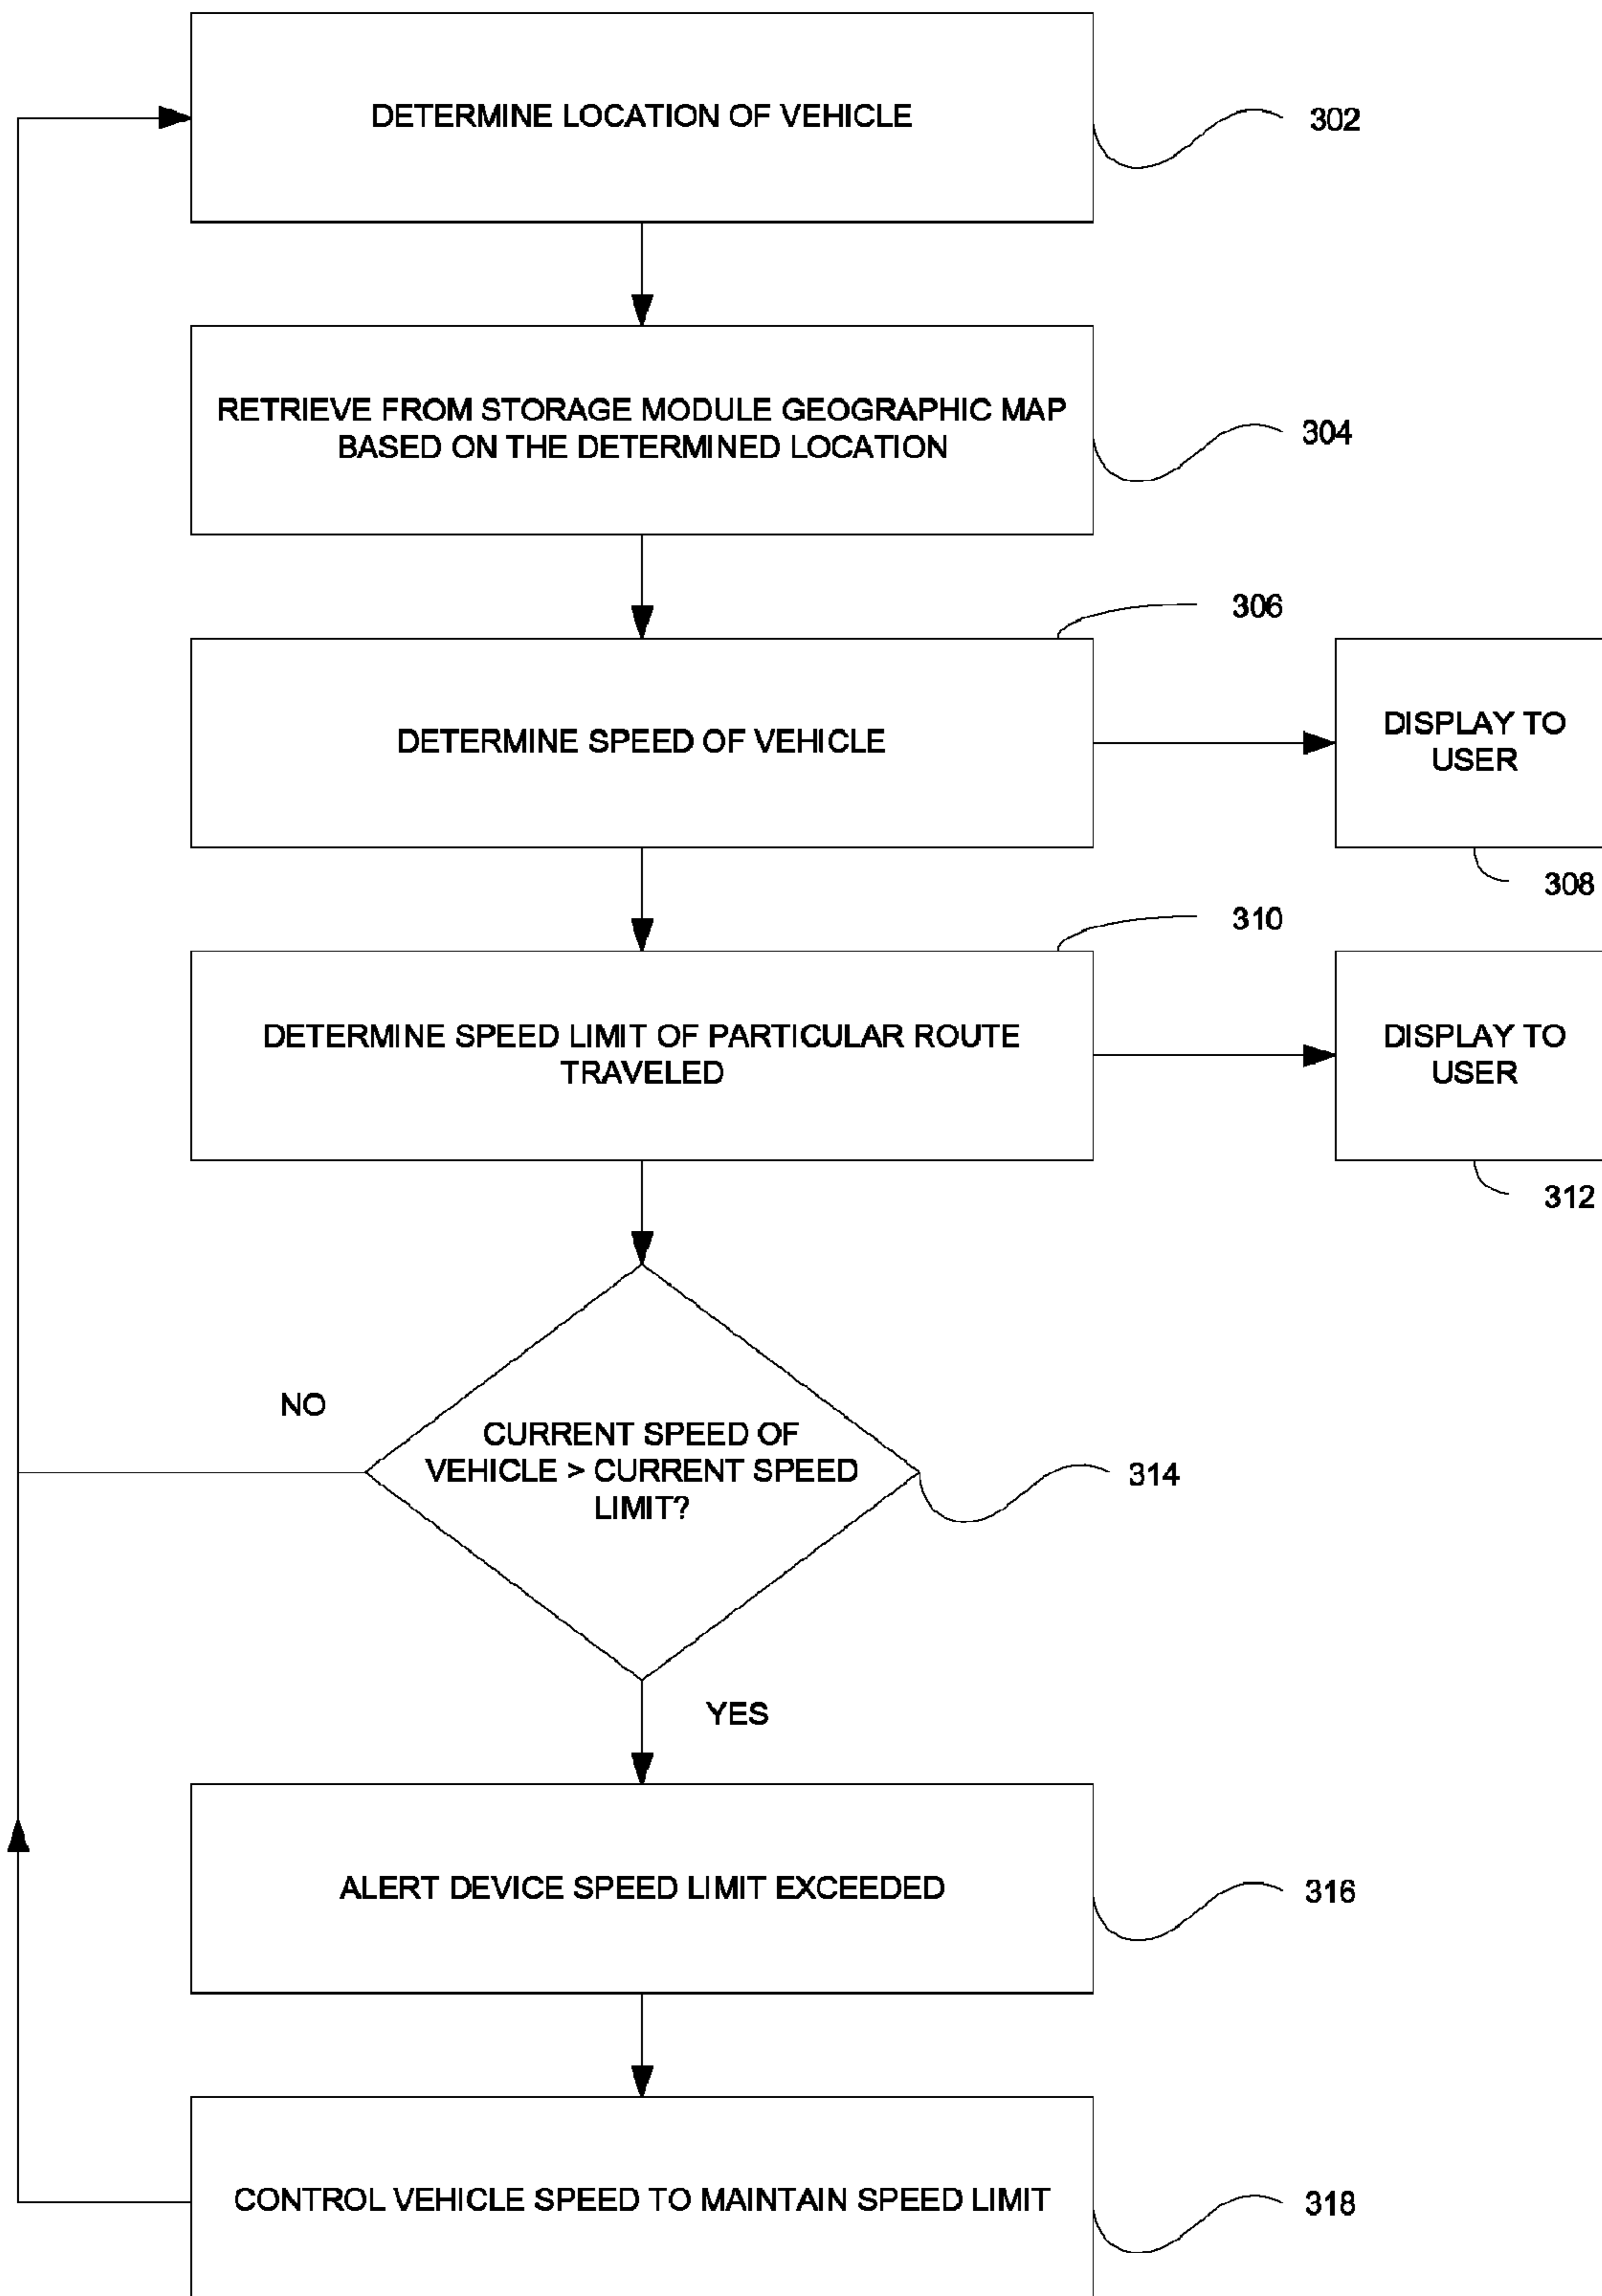 DETERMINE LOCATION OF VEHICLE
302
RETRIEVE FROM STORAGE MODULE GEOGRAPHIC MAP
BASED ON THE DETERMINED LOCATION
304
306
DETERMINE SPEED OF VEHICLE
DISPLAY TO
USER
308
310
DETERMINE SPEED LIMIT OF PARTICULAR ROUTE
TRAVELED
DISPLAY TO
USER
312
NO
CURRENT SPEED OF
VEHICLE > CURRENT SPEED
LIMIT?
314
YES
ALERT DEVICE SPEED LIMIT EXCEEDED
316
CONTROL VEHICLE SPEED TO MAINTAIN SPEED LIMIT
318